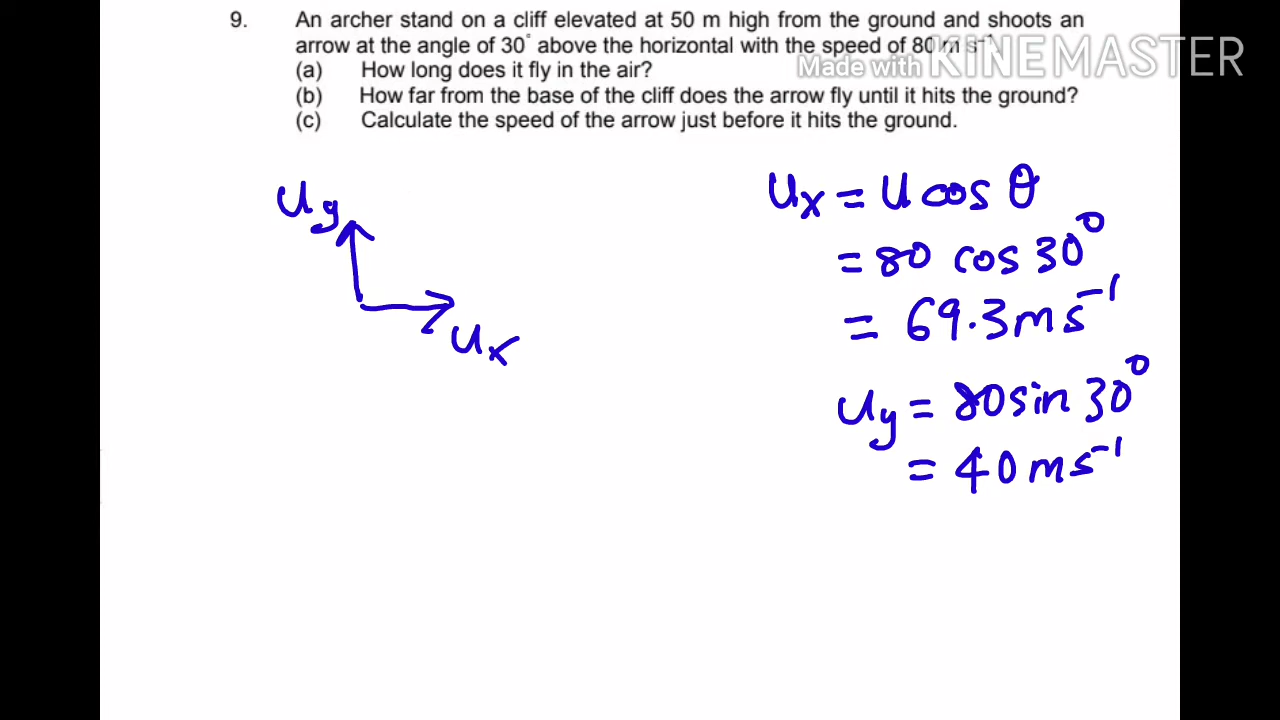 9. An archer stand on a cliff elevated at 50 m high from the ground and shoots an
arrow at the angle of 30° above the horizontal with the speed of 80 m s⁻¹.
Made with KINEMASTER
(a) How long does it fly in the air?
(b) How far from the base of the cliff does the arrow fly until it hits the ground?
(c) Calculate the speed of the arrow just before it hits the ground.
uy
ux
ux = u cos θ
= 80 cos 30°
= 69.3 m s⁻¹
uy = 80 sin 30°
= 40 m s⁻¹